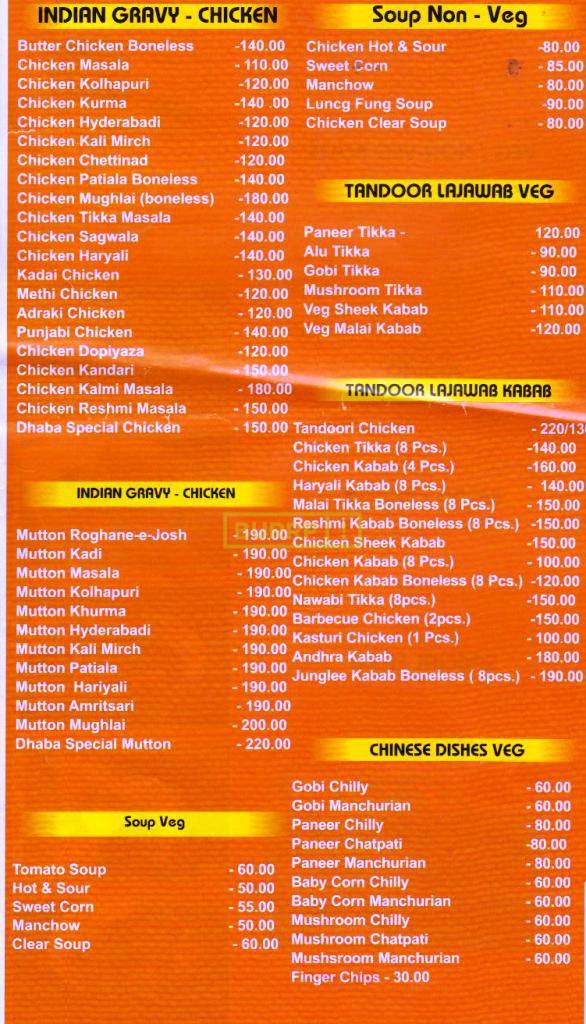 INDIAN GRAVY - CHICKEN
Butter Chicken Boneless -140.00
Chicken Masala - 110.00
Chicken Kolhapuri -120.00
Chicken Kurma -140 .00
Chicken Hyderabadi -120.00
Chicken Kali Mirch -120.00
Chicken Chettinad -120.00
Chicken Patiala Boneless -140.00
Chicken Mughlai (boneless) -180.00
Chicken Tikka Masala -140.00
Chicken Sagwala -140.00
Chicken Haryali -140.00
Kadai Chicken - 130.00
Methi Chicken -120.00
Adraki Chicken - 120.00
Punjabi Chicken - 140.00
Chicken Dopiyaza -120.00
Chicken Kandari - 150.00
Chicken Kalmi Masala - 180.00
Chicken Reshmi Masala - 150.00
Dhaba Special Chicken - 150.00
INDIAN GRAVY - CHICKEN
Mutton Roghane-e-Josh - 190.00
Mutton Kadi - 190.00
Mutton Masala - 190.00
Mutton Kolhapuri - 190.00
Mutton Khurma - 190.00
Mutton Hyderabadi - 190.00
Mutton Kali Mirch - 190.00
Mutton Patiala - 190.00
Mutton Hariyali - 190.00
Mutton Amritsari - 190.00
Mutton Mughlai - 200.00
Dhaba Special Mutton - 220.00
Soup Veg
Tomato Soup - 60.00
Hot & Sour - 50.00
Sweet Corn - 55.00
Manchow - 50.00
Clear Soup - 60.00
Soup Non - Veg
Chicken Hot & Sour -80.00
Sweet Corn - 85.00
Manchow - 80.00
Luncg Fung Soup -90.00
Chicken Clear Soup - 80.00
TANDOOR LAJAWAB VEG
Paneer Tikka - 120.00
Alu Tikka - 90.00
Gobi Tikka - 90.00
Mushroom Tikka - 110.00
Veg Sheek Kabab - 110.00
Veg Malai Kabab -120.00
TANDOOR LAJAWAB KABAB
Tandoori Chicken - 220/13
Chicken Tikka (8 Pcs.) -140.00
Chicken Kabab (4 Pcs.) -160.00
Haryali Kabab (8 Pcs.) - 140.00
Malai Tikka Boneless (8 Pcs.) - 150.00
Reshmi Kabab Boneless (8 Pcs.) -150.00
Chicken Sheek Kabab -150.00
Chicken Kabab (8 Pcs.) - 100.00
Chicken Kabab Boneless (8 Pcs.) -120.00
Nawabi Tikka (8pcs.) -150.00
Barbecue Chicken (2pcs.) -150.00
Kasturi Chicken (1 Pcs.) - 100.00
Andhra Kabab - 180.00
Junglee Kabab Boneless ( 8pcs.) - 190.00
CHINESE DISHES VEG
Gobi Chilly - 60.00
Gobi Manchurian - 60.00
Paneer Chilly - 80.00
Paneer Chatpati -80.00
Paneer Manchurian - 80.00
Baby Corn Chilly - 60.00
Baby Corn Manchurian - 60.00
Mushroom Chilly - 60.00
Mushroom Chatpati - 60.00
Mushsroom Manchurian - 60.00
Finger Chips - 30.00